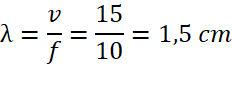 λ = v/f = 15/10 = 1,5 cm